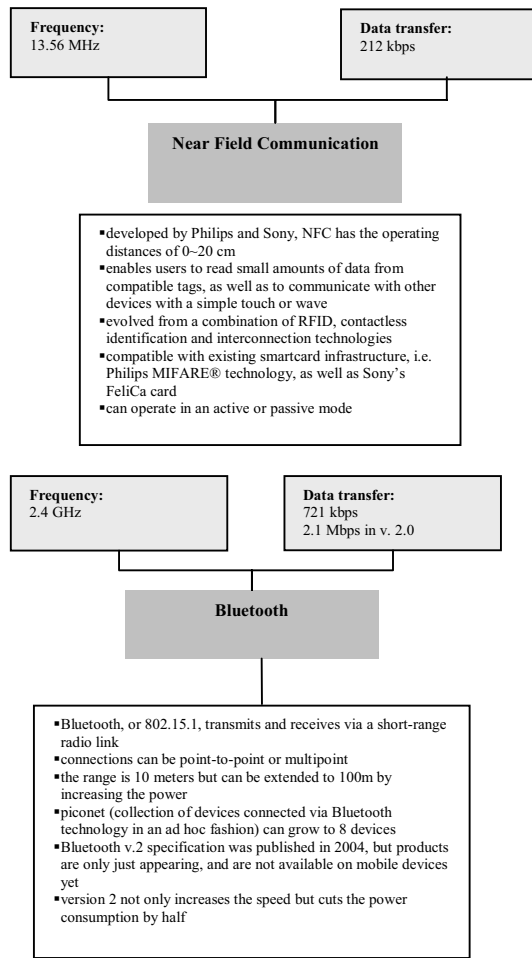 Frequency:
13.56 MHz
Data transfer:
212 kbps
Near Field Communication
▪developed by Philips and Sony, NFC has the operating
distances of 0~20 cm
▪enables users to read small amounts of data from
compatible tags, as well as to communicate with other
devices with a simple touch or wave
▪evolved from a combination of RFID, contactless
identification and interconnection technologies
▪compatible with existing smartcard infrastructure, i.e.
Philips MIFARE® technology, as well as Sony’s
FeliCa card
▪can operate in an active or passive mode
Frequency:
2.4 GHz
Data transfer:
721 kbps
2.1 Mbps in v. 2.0
Bluetooth
▪Bluetooth, or 802.15.1, transmits and receives via a short-range
radio link
▪connections can be point-to-point or multipoint
▪the range is 10 meters but can be extended to 100m by
increasing the power
▪piconet (collection of devices connected via Bluetooth
technology in an ad hoc fashion) can grow to 8 devices
▪Bluetooth v.2 specification was published in 2004, but products
are only just appearing, and are not available on mobile devices
yet
▪version 2 not only increases the speed but cuts the power
consumption by half